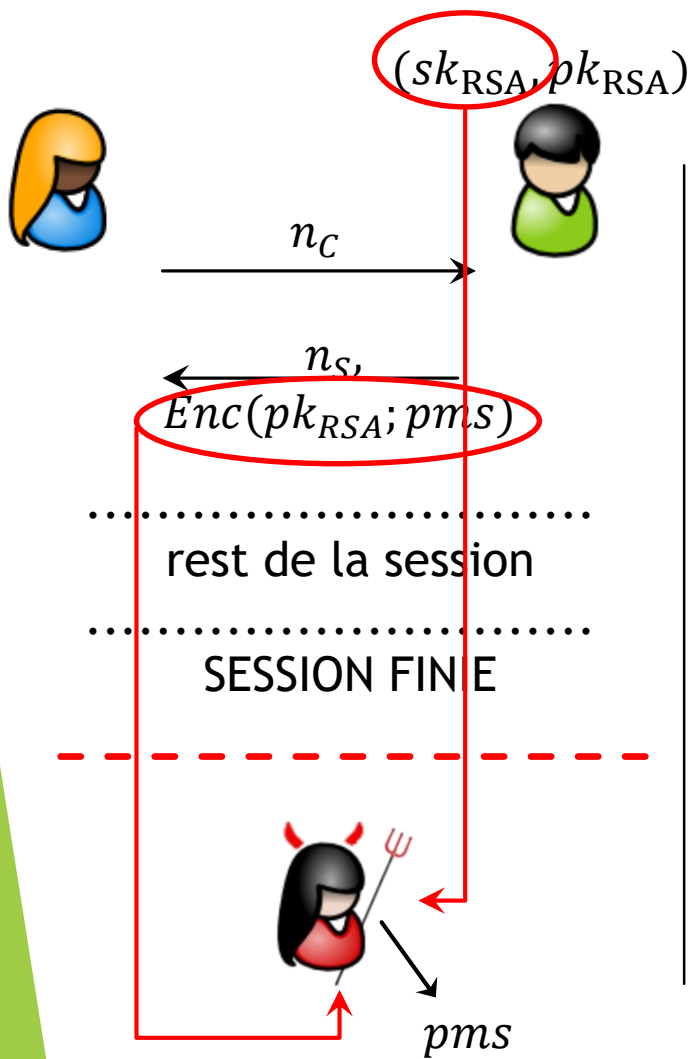 (sk_RSA, pk_RSA)
n_C
n_S,
Enc(pk_RSA; pms)
rest de la session
SESSION FINIE
pms